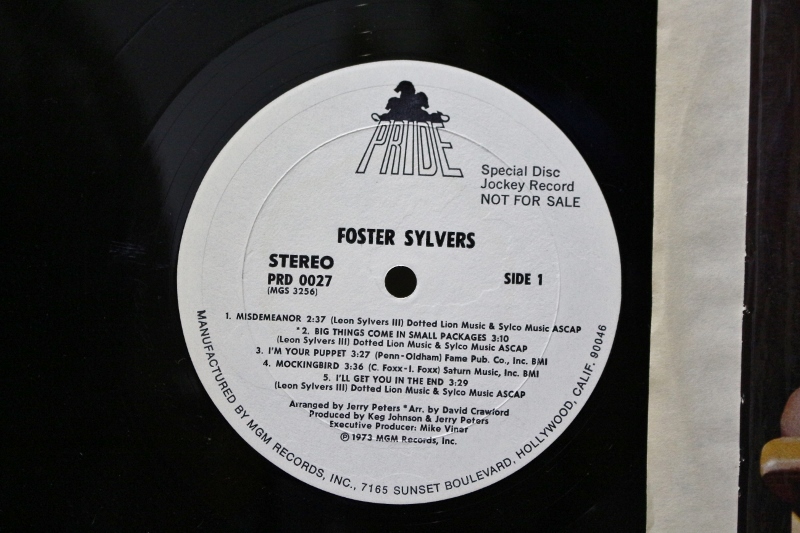 PRIDE
Special Disc
Jockey Record
NOT FOR SALE
FOSTER SYLVERS
STEREO
PRD 0027
(MGS 3256)
SIDE 1
1. MISDEMEANOR 2:37 (Leon Sylvers III) Dotted Lion Music & Sylco Music ASCAP
*2. BIG THINGS COME IN SMALL PACKAGES 3:10
(Leon Sylvers III) Dotted Lion Music & Sylco Music ASCAP
3. I'M YOUR PUPPET 3:27 (Penn-Oldham) Fame Pub. Co., Inc. BMI
4. MOCKINGBIRD 3:36 (C. Foxx-I. Foxx) Saturn Music, Inc. BMI
5. I'LL GET YOU IN THE END 3:29
(Leon Sylvers III) Dotted Lion Music & Sylco Music ASCAP
Arranged by Jerry Peters *Arr. by David Crawford
Produced by Keg Johnson & Jerry Peters
Executive Producer: Mike Viner
Ⓟ 1973 MGM Records, Inc.
MANUFACTURED BY MGM RECORDS, INC., 7165 SUNSET BOULEVARD, HOLLYWOOD, CALIF. 90046